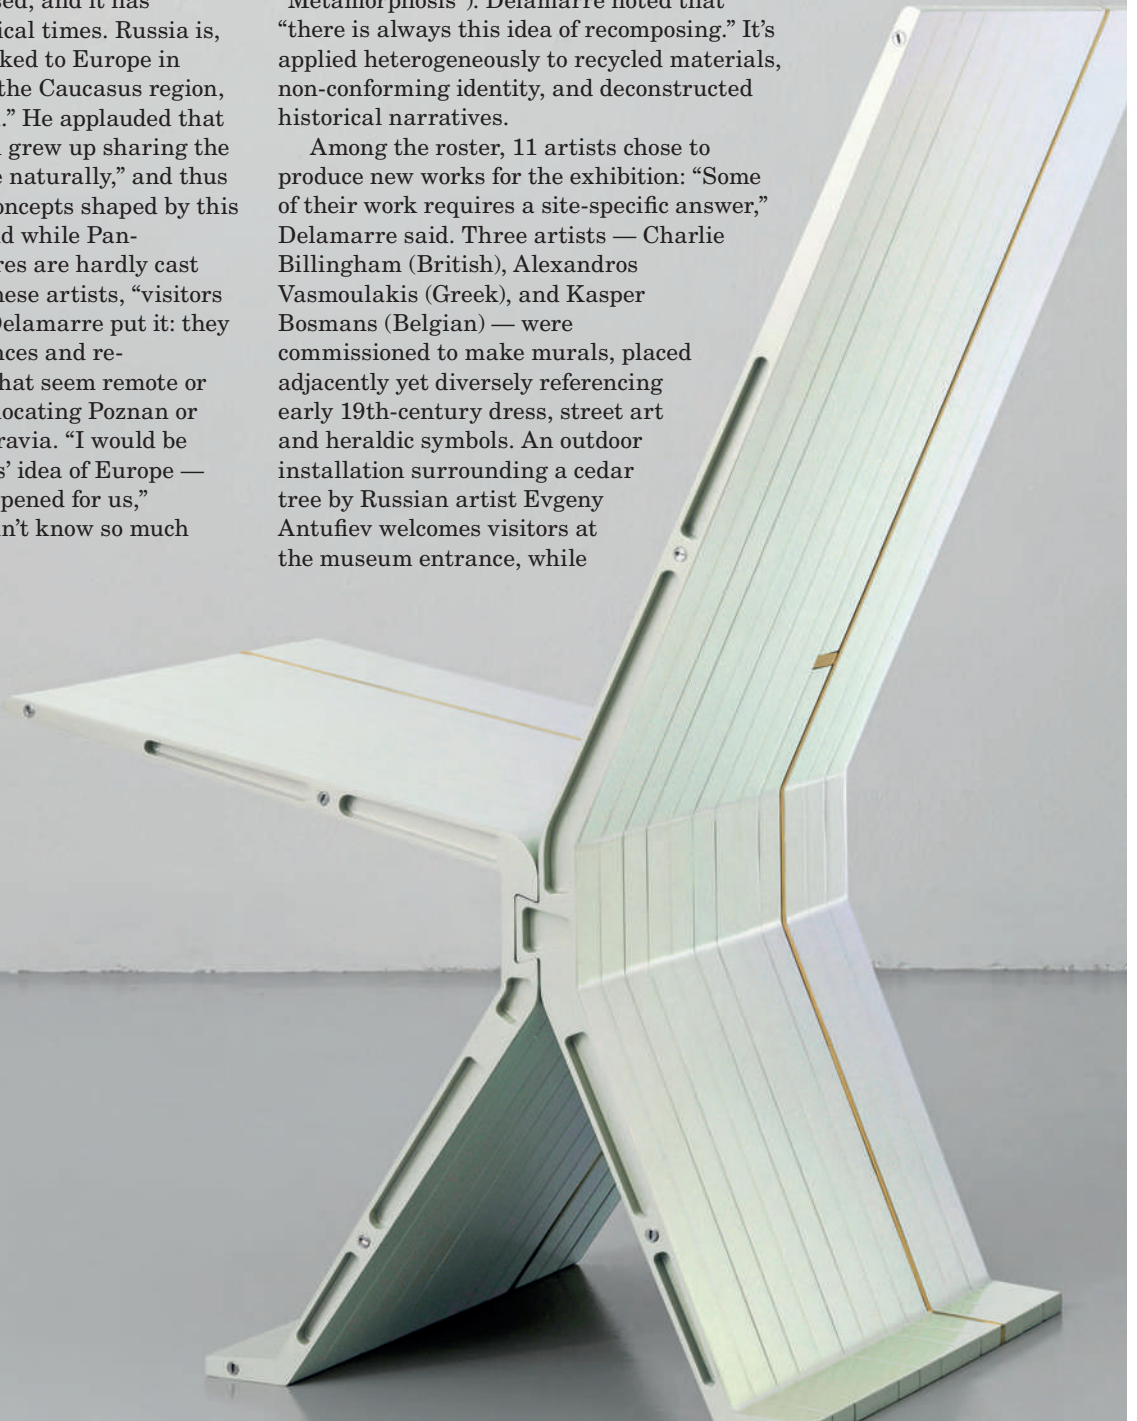 ical times. Russia is,
ked to Europe in
the Caucasus region,
.” He applauded that
grew up sharing the
e naturally,” and thus
oncepts shaped by this
d while Pan-
res are hardly cast
hese artists, “visitors
Delamarre put it: they
nces and re-
hat seem remote or
locating Poznan or
ravia. “I would be
s’ idea of Europe —
pened for us,”
n’t know so much
“Metamorphosis”). Delamarre noted that
“there is always this idea of recomposing.” It’s
applied heterogeneously to recycled materials,
non-conforming identity, and deconstructed
historical narratives.
Among the roster, 11 artists chose to
produce new works for the exhibition: “Some
of their work requires a site-specific answer,”
Delamarre said. Three artists — Charlie
Billingham (British), Alexandros
Vasmoulakis (Greek), and Kasper
Bosmans (Belgian) — were
commissioned to make murals, placed
adjacently yet diversely referencing
early 19th-century dress, street art
and heraldic symbols. An outdoor
installation surrounding a cedar
tree by Russian artist Evgeny
Antufiev welcomes visitors at
the museum entrance, while